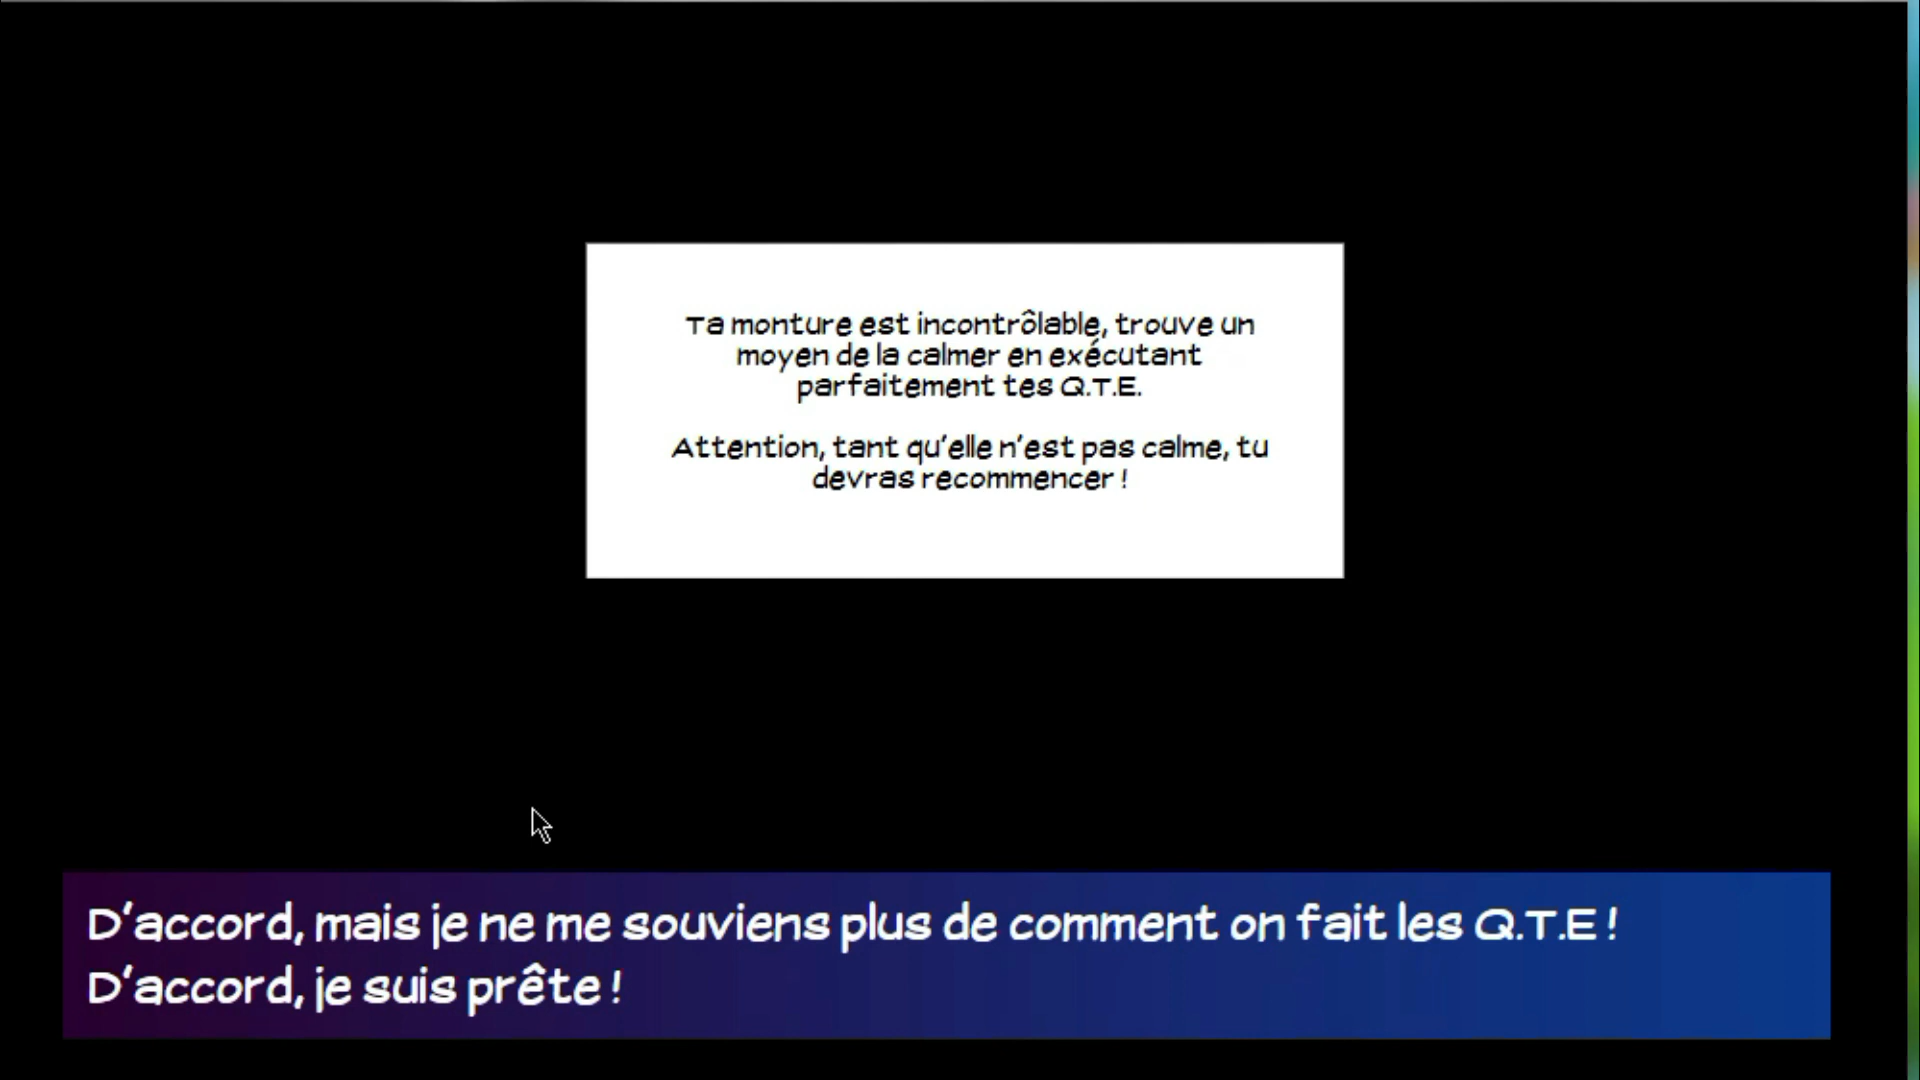 Ta monture est incontrôlable, trouve un
moyen de la calmer en exécutant
parfaitement tes Q.T.E.
Attention, tant qu'elle n'est pas calme, tu
devras recommencer !
D'accord, mais je ne me souviens plus de comment on fait les Q.T.E !
D'accord, je suis prête !